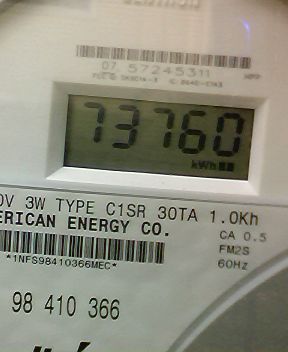 07 57245311
73760
kWh
0V 3W TYPE C1SR 30TA 1.0Kh
ERICAN ENERGY CO.
CA 0.5
FM2S
60Hz
*1NFS98410366MEC*
98 410 366